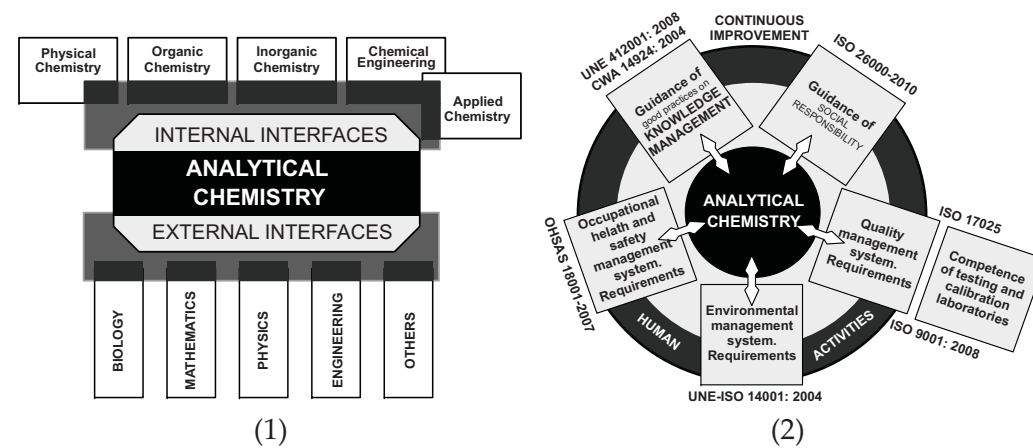 Physical
Chemistry
Organic
Chemistry
Inorganic
Chemistry
Chemical
Engineering
Applied
Chemistry
INTERNAL INTERFACES
ANALYTICAL
CHEMISTRY
EXTERNAL INTERFACES
BIOLOGY
MATHEMATICS
PHYSICS
ENGINEERING
OTHERS
(1)
CONTINUOUS
IMPROVEMENT
UNE 412001: 2008
CWA 14924: 2004
Guidance of
good practices on
KNOWLEDGE
MANAGEMENT
ISO 26000-2010
Guidance of
SOCIAL
RESPONSIBILITY
ANALYTICAL
CHEMISTRY
OHSAS 18001-2007
Occupational
helath and
safety
management
system.
Requirements
ISO 17025
Quality
management
system.
Requirements
Competence
of testing and
calibration
laboratories
ISO 9001: 2008
Environmental
management
system.
Requirements
HUMAN
ACTIVITIES
UNE-ISO 14001: 2004
(2)